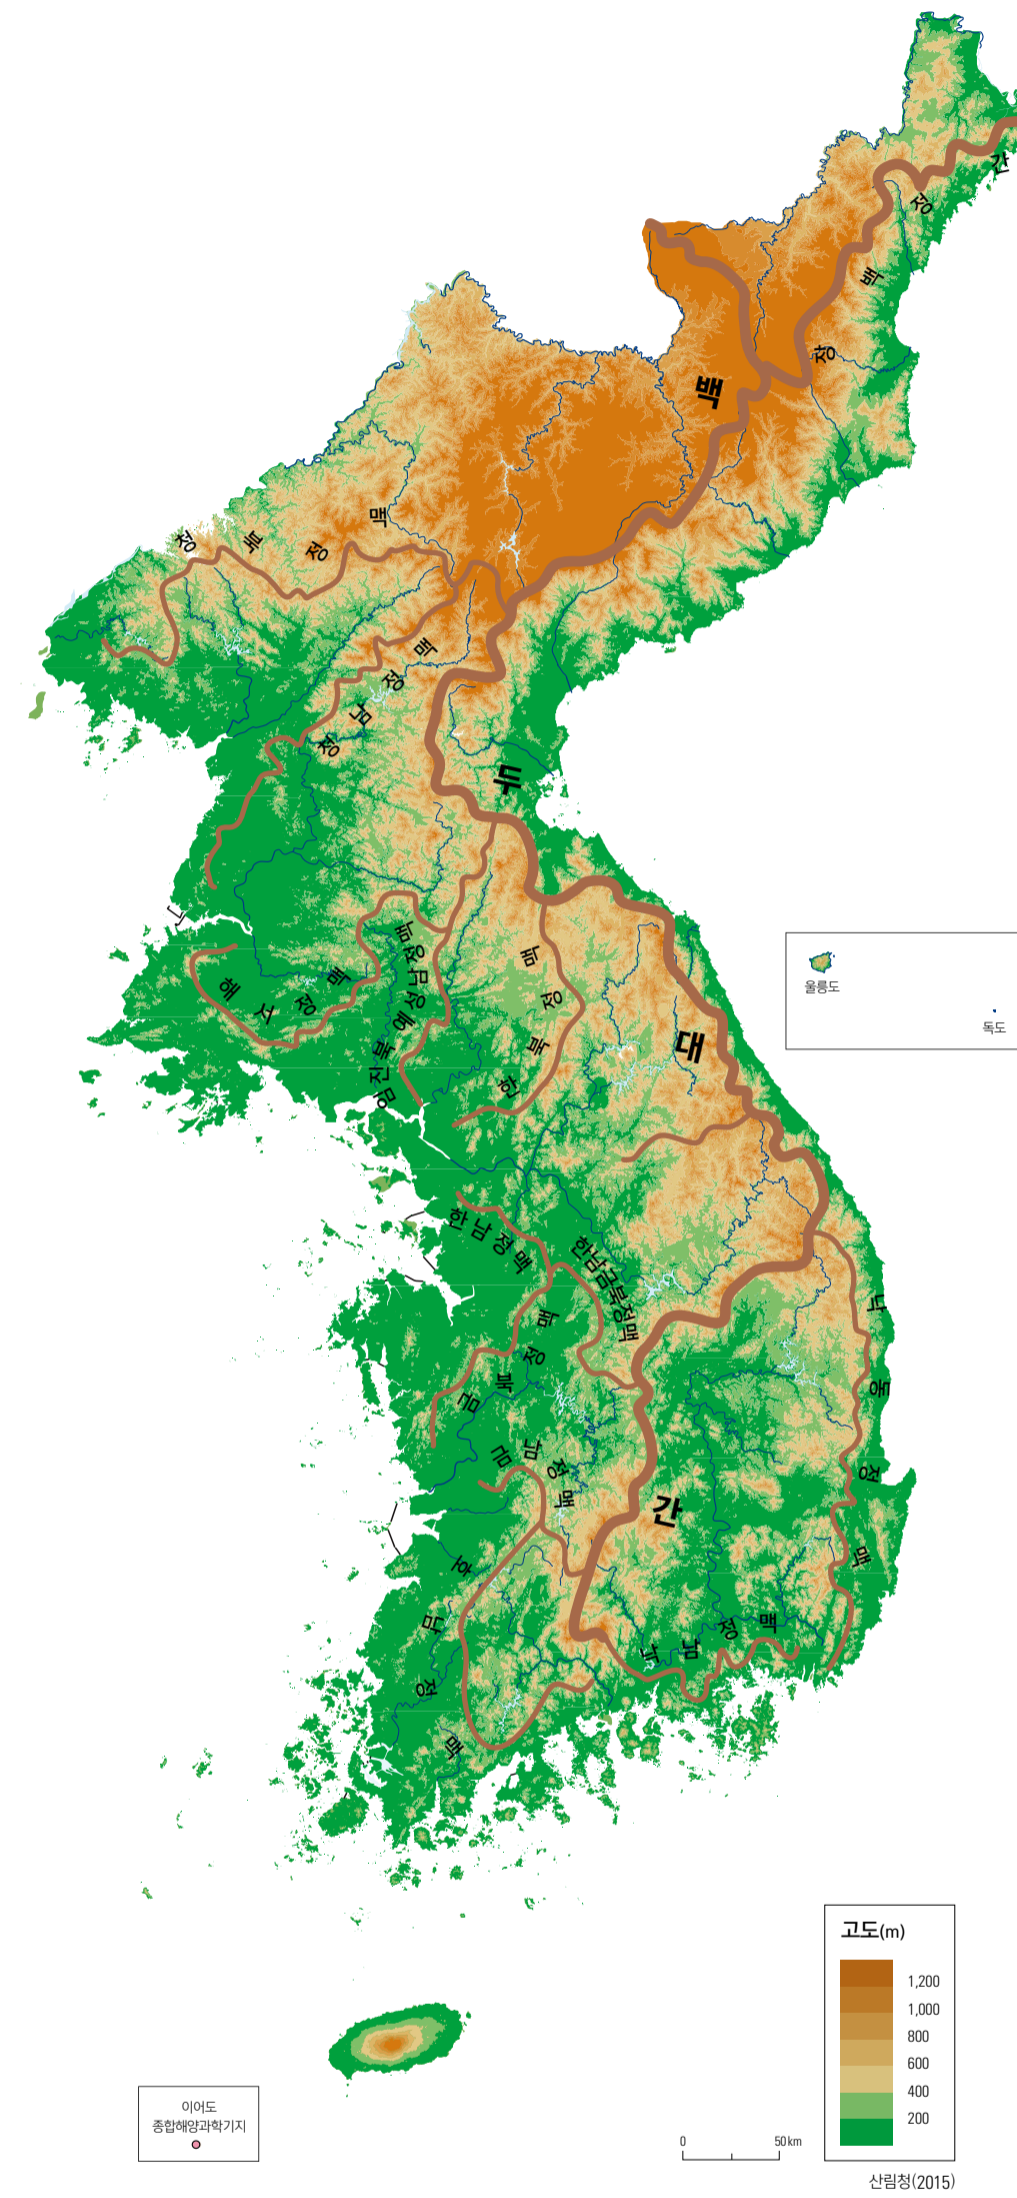 백두대간
장백정간
청북정맥
청남정맥
해서정맥
임진북예성남정맥
한북정맥
한남정맥
한남금북정맥
금북정맥
금남정맥
호남정맥
낙남정맥
낙동정맥
울릉도
독도
고도(m)
1,200
1,000
800
600
400
200
이어도
종합해양과학기지
0 50km
산림청(2015)